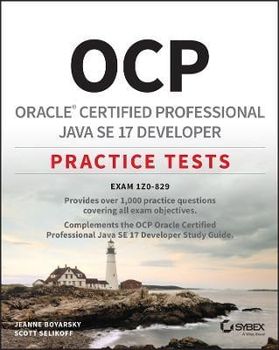 OCP
ORACLE® CERTIFIED PROFESSIONAL
JAVA SE 17 DEVELOPER
PRACTICE TESTS
EXAM 1Z0-829
Provides over 1,000 practice questions
covering all exam objectives.
Complements the OCP Oracle Certified
Professional Java SE 17 Developer Study Guide.
JEANNE BOYARSKY
SCOTT SELIKOFF
SYBEX
A Wiley Brand